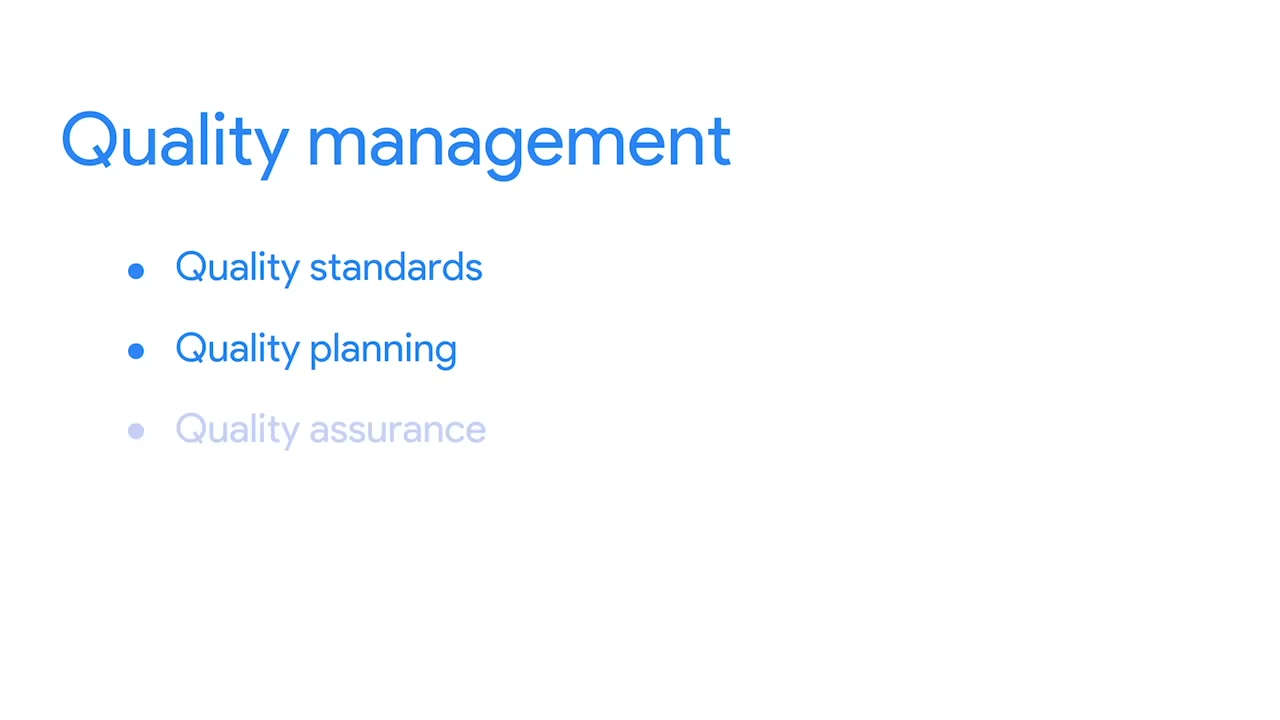 Quality management
• Quality standards
• Quality planning
• Quality assurance